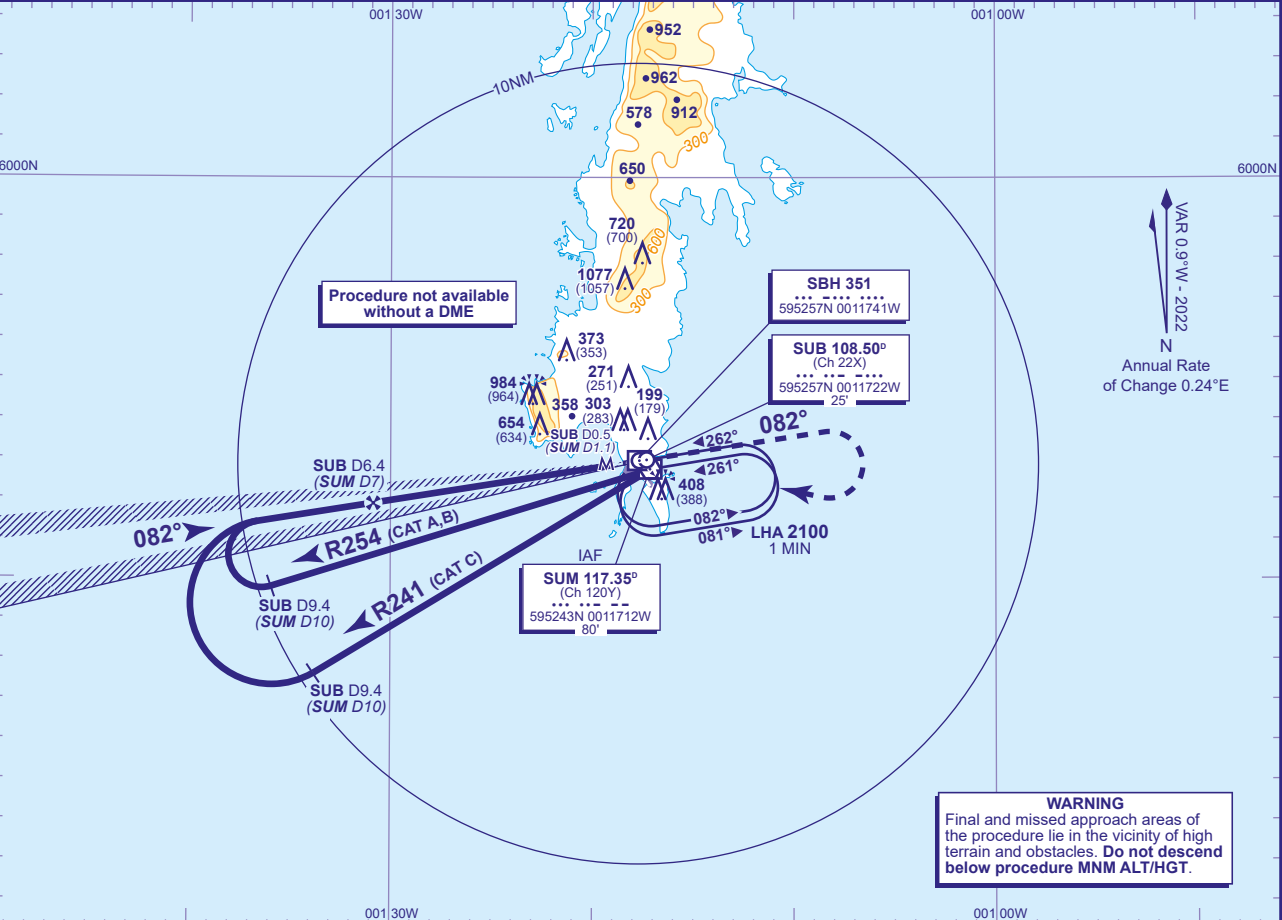 001:30W
001:00W
952
10NM
962
578
912
300
6000N
6000N
650
720
(700)
600
1077
(1057)
300
VAR 0.9°W - 2022
N
Annual Rate
of Change 0.24°E
Procedure not available
without a DME
SBH 351
595257N 0011741W
SUB 108.50ᴰ
(Ch 22X)
595257N 0011722W
25'
373
(353)
271
(251)
984
(964)
358
303
(283)
199
(179)
654
(634)
SUB D0.5
(SUM D1.1)
262°
082°
261°
SUB D6.4
(SUM D7)
408
(388)
082°
R254 (CAT A,B)
082°
081°
LHA 2100
1 MIN
IAF
SUM 117.35ᴰ
(Ch 120Y)
595243N 0011712W
80'
R241 (CAT C)
SUB D9.4
(SUM D10)
SUB D9.4
(SUM D10)
WARNING
Final and missed approach areas of
the procedure lie in the vicinity of high
terrain and obstacles. Do not descend
below procedure MNM ALT/HGT.
001:30W
001:00W